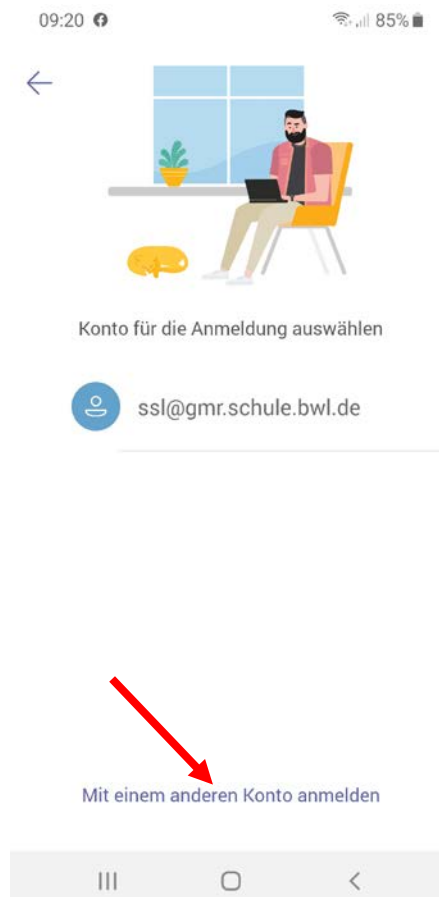 09:20 85%
Konto für die Anmeldung auswählen
ssl@gmr.schule.bwl.de
Mit einem anderen Konto anmelden